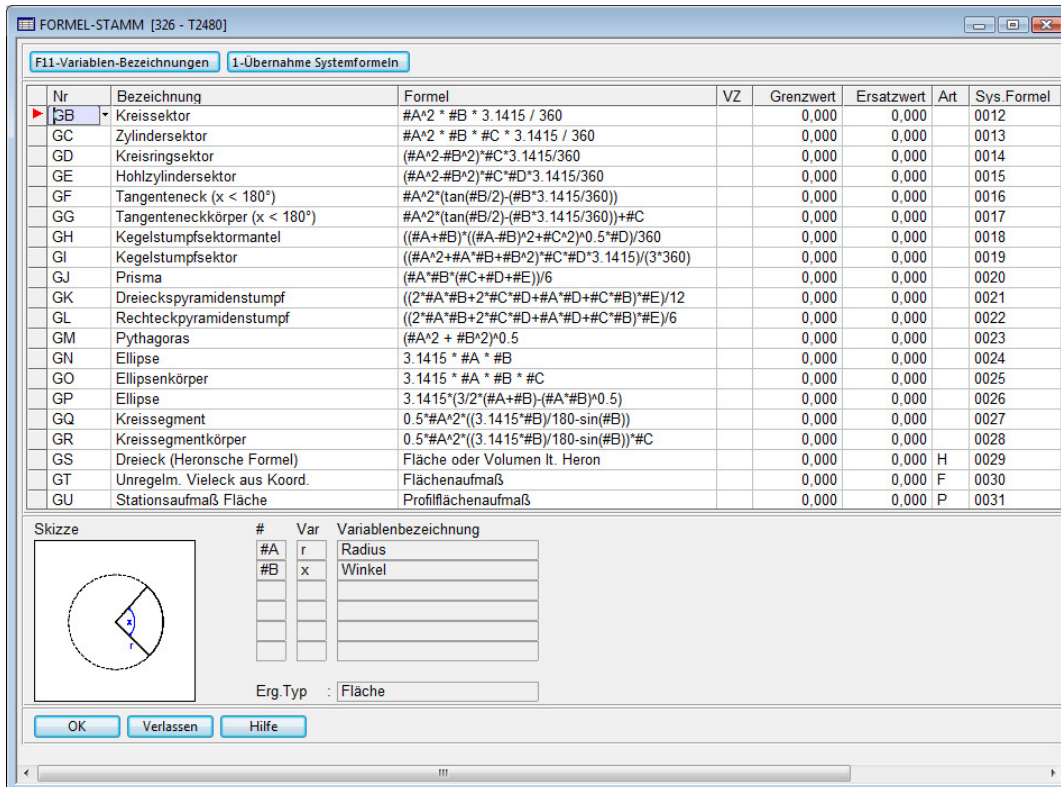 FORMEL-STAMM [326 - T2480]
F11-Variablen-Bezeichnungen 1-Übernahme Systemformeln
Nr Bezeichnung Formel VZ Grenzwert Ersatzwert Art Sys.Formel
GB Kreissektor #A^2 * #B * 3.1415 / 360 0,000 0,000 0012
GC Zylindersektor #A^2 * #B * #C * 3.1415 / 360 0,000 0,000 0013
GD Kreisringsektor (#A^2-#B^2)*#C*3.1415/360 0,000 0,000 0014
GE Hohlzylindersektor (#A^2-#B^2)*#C*#D*3.1415/360 0,000 0,000 0015
GF Tangenteneck (x < 180°) #A^2*(tan(#B/2)-(#B*3.1415/360)) 0,000 0,000 0016
GG Tangenteneckkörper (x < 180°) #A^2*(tan(#B/2)-(#B*3.1415/360))+#C 0,000 0,000 0017
GH Kegelstumpfsektormantel ((#A+#B)*((#A-#B)^2+#C^2)^0.5*#D)/360 0,000 0,000 0018
GI Kegelstumpfsektor ((#A^2+#A*#B+#B^2)*#C*#D*3.1415)/(3*360) 0,000 0,000 0019
GJ Prisma (#A*#B*(#C+#D+#E))/6 0,000 0,000 0020
GK Dreieckspyramidenstumpf ((2*#A*#B+2*#C*#D+#A*#D+#C*#B)*#E)/12 0,000 0,000 0021
GL Rechteckpyramidenstumpf ((2*#A*#B+2*#C*#D+#A*#D+#C*#B)*#E)/6 0,000 0,000 0022
GM Pythagoras (#A^2 + #B^2)^0.5 0,000 0,000 0023
GN Ellipse 3.1415 * #A * #B 0,000 0,000 0024
GO Ellipsenkörper 3.1415 * #A * #B * #C 0,000 0,000 0025
GP Ellipse 3.1415*(3/2*(#A+#B)-(#A*#B)^0.5) 0,000 0,000 0026
GQ Kreissegment 0.5*#A^2*((3.1415*#B)/180-sin(#B)) 0,000 0,000 0027
GR Kreissegmentkörper 0.5*#A^2*((3.1415*#B)/180-sin(#B))*#C 0,000 0,000 0028
GS Dreieck (Heronsche Formel) Fläche oder Volumen lt. Heron 0,000 0,000 H 0029
GT Unregelm. Vieleck aus Koord. Flächenaufmaß 0,000 0,000 F 0030
GU Stationsaufmaß Fläche Profilflächenaufmaß 0,000 0,000 P 0031
Skizze # Var Variablenbezeichnung
#A r Radius
#B x Winkel
x
r
Erg.Typ : Fläche
OK Verlassen Hilfe